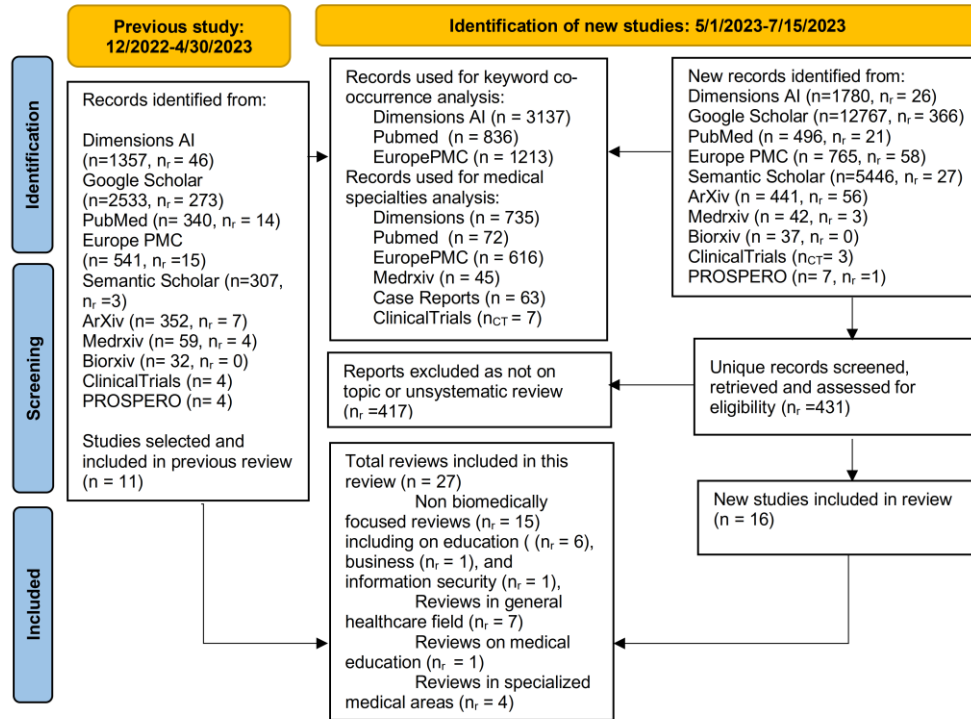 Previous study:
12/2022-4/30/2023
Identification of new studies: 5/1/2023-7/15/2023
Identification
Screening
Included
Records identified from:
Dimensions AI
(n=1357, nr = 46)
Google Scholar
(n=2533, nr = 273)
PubMed (n= 340, nr = 14)
Europe PMC
(n= 541, nr =15)
Semantic Scholar (n=307,
nr =3)
ArXiv (n= 352, nr = 7)
Medrxiv (n= 59, nr = 4)
Biorxiv (n= 32, nr = 0)
ClinicalTrials (n= 4)
PROSPERO (n= 4)
Studies selected and
included in previous review
(n = 11)
Records used for keyword co-
occurrence analysis:
Dimensions AI (n = 3137)
Pubmed (n = 836)
EuropePMC (n = 1213)
Records used for medical
specialties analysis:
Dimensions (n = 735)
Pubmed (n = 72)
EuropePMC (n = 616)
Medrxiv (n = 45)
Case Reports (n = 63)
ClinicalTrials (nCT = 7)
New records identified from:
Dimensions AI (n=1780, nr = 26)
Google Scholar (n=12767, nr = 366)
PubMed (n = 496, nr = 21)
Europe PMC (n = 765, nr = 58)
Semantic Scholar (n=5446, nr = 27)
ArXiv (n = 441, nr = 56)
Medrxiv (n = 42, nr = 3)
Biorxiv (n = 37, nr = 0)
ClinicalTrials (nCT= 3)
PROSPERO (n= 7, nr =1)
Reports excluded as not on
topic or unsystematic review
(nr =417)
Unique records screened,
retrieved and assessed for
eligibility (nr =431)
Total reviews included in this
review (n = 27)
Non biomedically
focused reviews (nr = 15)
including on education ( (nr = 6),
business (nr = 1), and
information security (nr = 1),
Reviews in general
healthcare field (nr = 7)
Reviews on medical
education (nr = 1)
Reviews in specialized
medical areas (nr = 4)
New studies included in review
(n = 16)